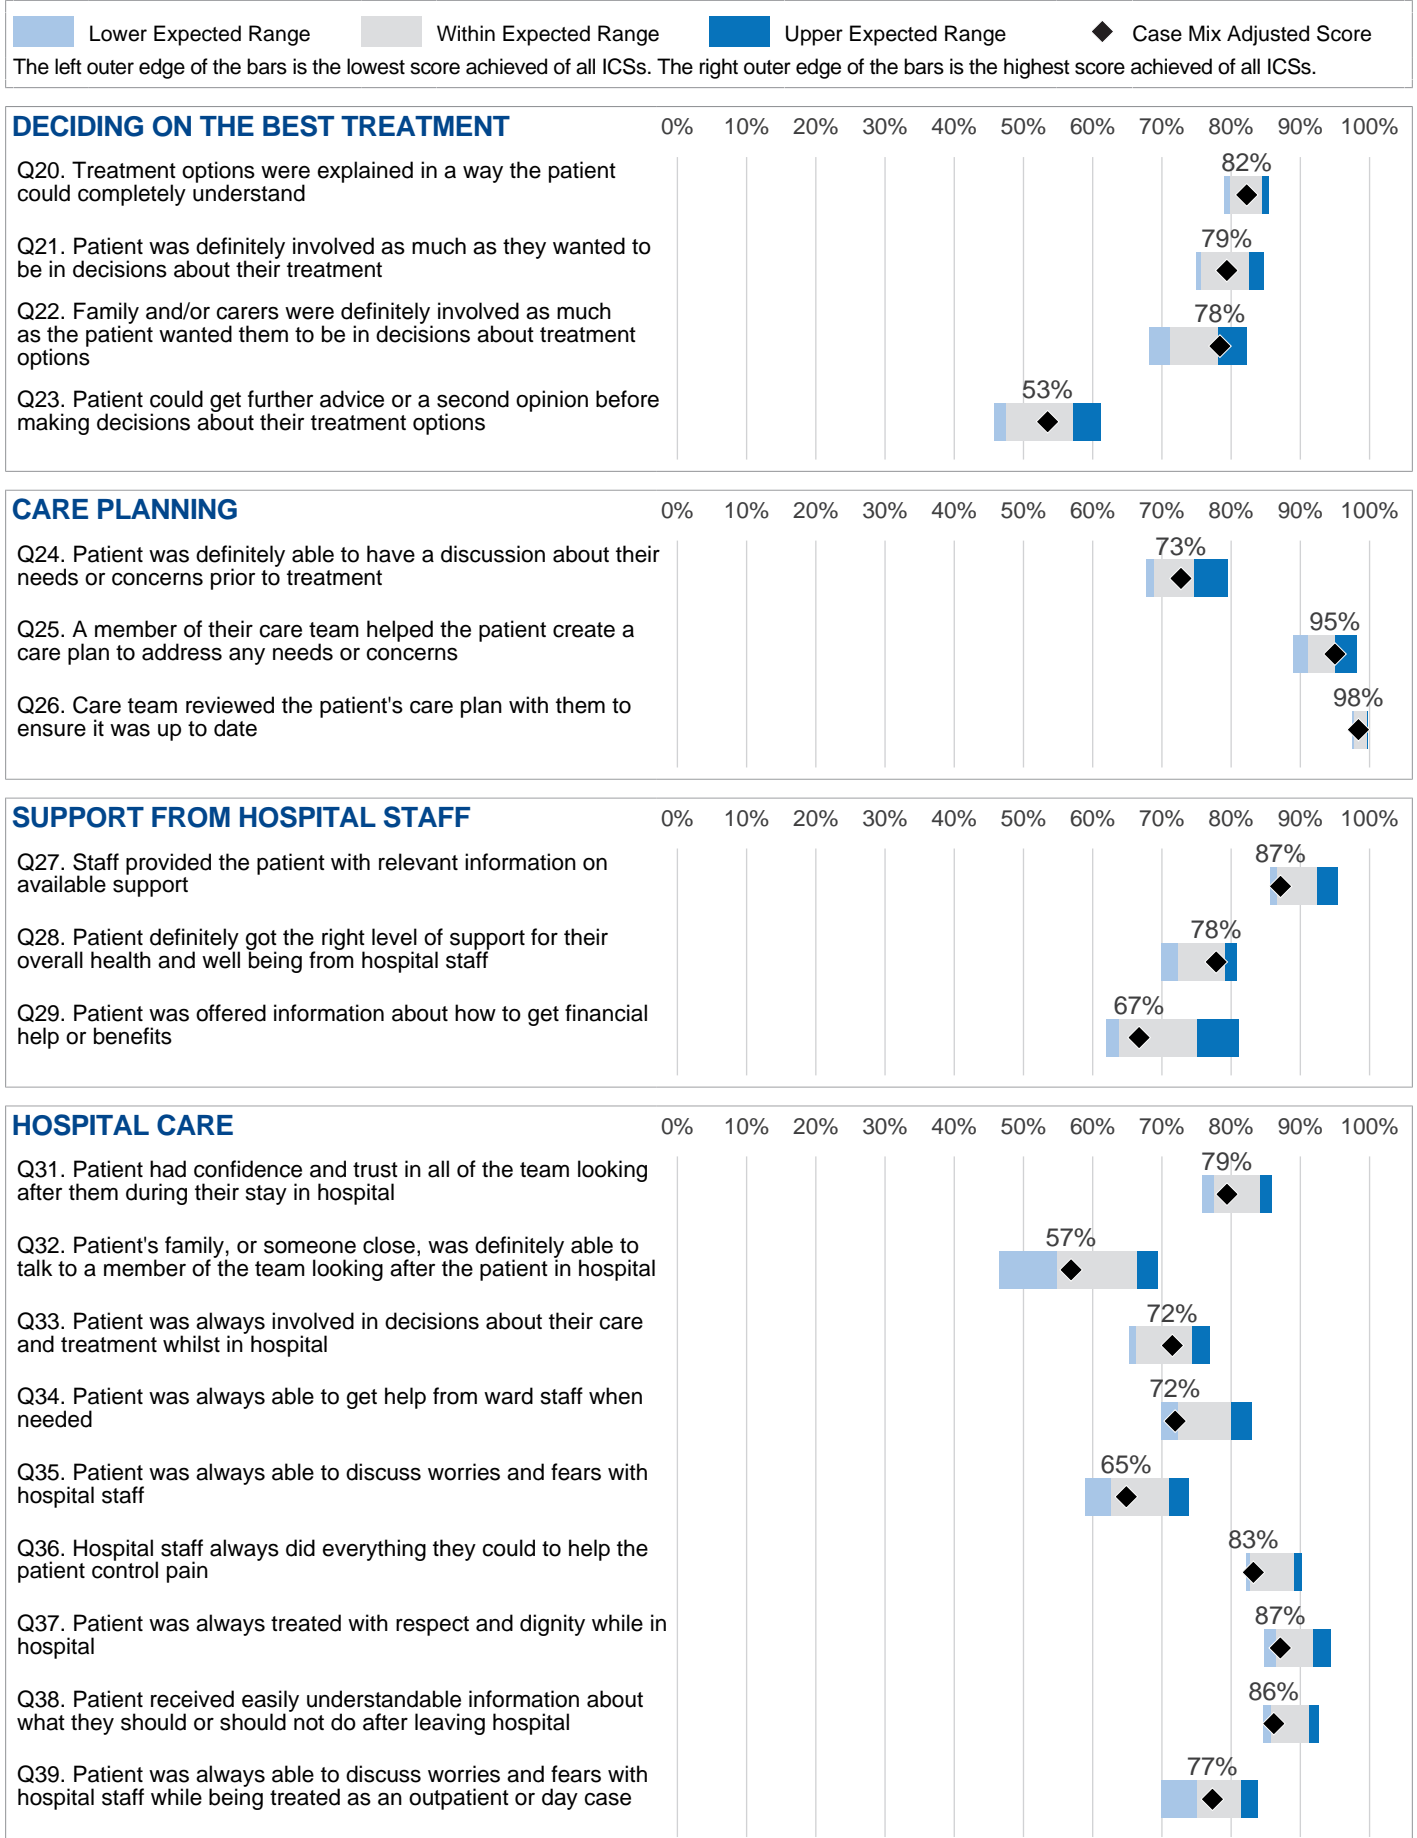 Lower Expected Range Within Expected Range Upper Expected Range Case Mix Adjusted Score
The left outer edge of the bars is the lowest score achieved of all ICSs. The right outer edge of the bars is the highest score achieved of all ICSs.
DECIDING ON THE BEST TREATMENT 0% 10% 20% 30% 40% 50% 60% 70% 80% 90% 100%
Q20. Treatment options were explained in a way the patient
could completely understand
82%
Q21. Patient was definitely involved as much as they wanted to
be in decisions about their treatment
79%
Q22. Family and/or carers were definitely involved as much
as the patient wanted them to be in decisions about treatment
options
78%
Q23. Patient could get further advice or a second opinion before
making decisions about their treatment options
53%
CARE PLANNING 0% 10% 20% 30% 40% 50% 60% 70% 80% 90% 100%
Q24. Patient was definitely able to have a discussion about their
needs or concerns prior to treatment
73%
Q25. A member of their care team helped the patient create a
care plan to address any needs or concerns
95%
Q26. Care team reviewed the patient's care plan with them to
ensure it was up to date
98%
SUPPORT FROM HOSPITAL STAFF 0% 10% 20% 30% 40% 50% 60% 70% 80% 90% 100%
Q27. Staff provided the patient with relevant information on
available support
87%
Q28. Patient definitely got the right level of support for their
overall health and well being from hospital staff
78%
Q29. Patient was offered information about how to get financial
help or benefits
67%
HOSPITAL CARE 0% 10% 20% 30% 40% 50% 60% 70% 80% 90% 100%
Q31. Patient had confidence and trust in all of the team looking
after them during their stay in hospital
79%
Q32. Patient's family, or someone close, was definitely able to
talk to a member of the team looking after the patient in hospital
57%
Q33. Patient was always involved in decisions about their care
and treatment whilst in hospital
72%
Q34. Patient was always able to get help from ward staff when
needed
72%
Q35. Patient was always able to discuss worries and fears with
hospital staff
65%
Q36. Hospital staff always did everything they could to help the
patient control pain
83%
Q37. Patient was always treated with respect and dignity while in
hospital
87%
Q38. Patient received easily understandable information about
what they should or should not do after leaving hospital
86%
Q39. Patient was always able to discuss worries and fears with
hospital staff while being treated as an outpatient or day case
77%